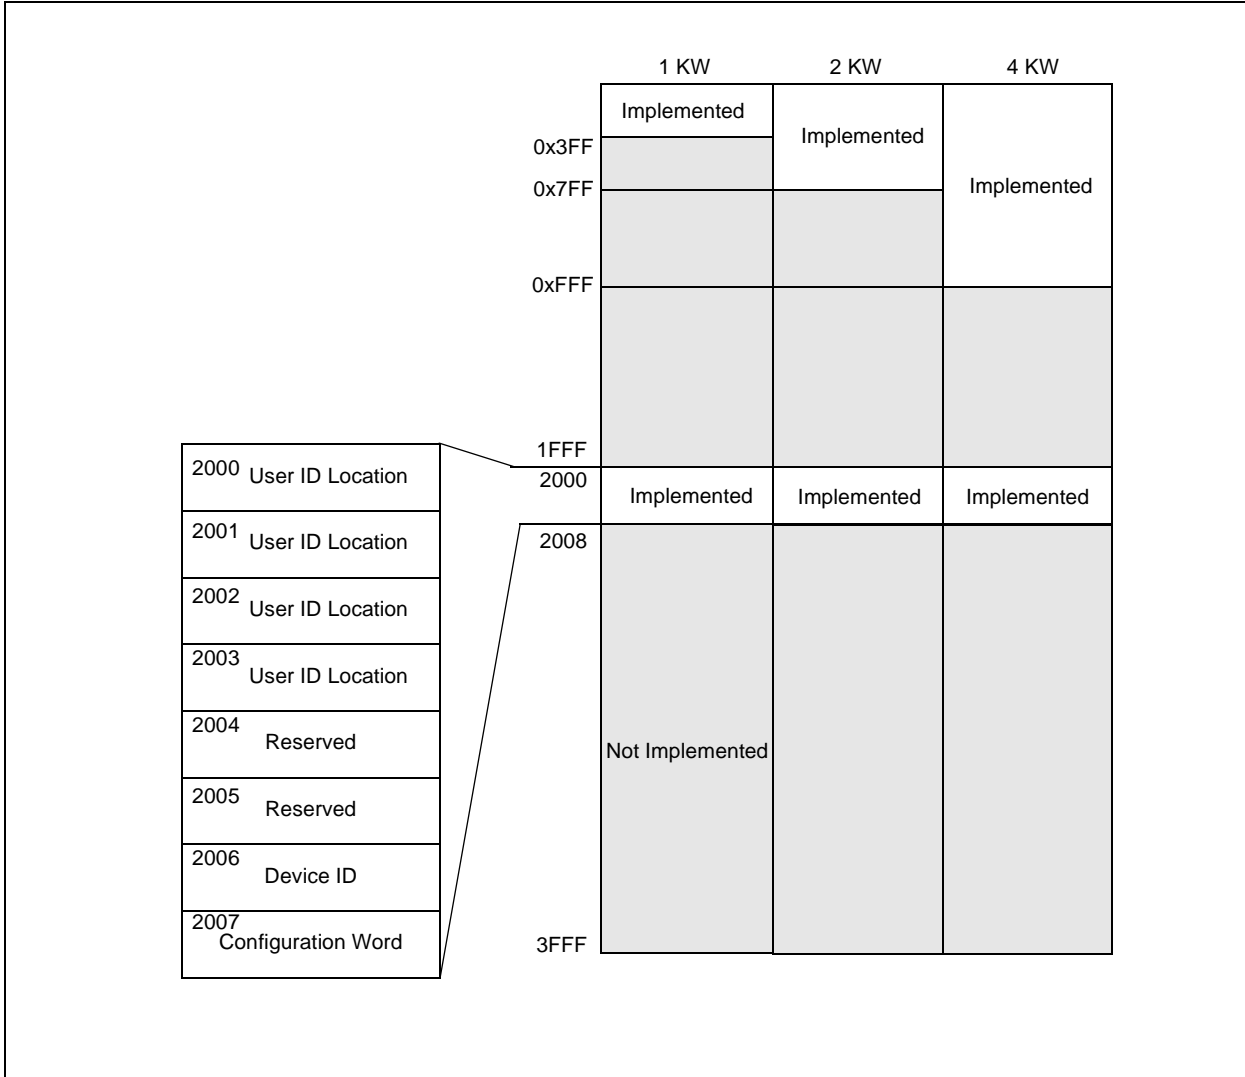 1 KW 2 KW 4 KW
Implemented
Implemented
0x3FF
0x7FF
Implemented
0xFFF
1FFF
2000
Implemented Implemented Implemented
2008
Not Implemented
3FFF
2000 User ID Location
2001 User ID Location
2002 User ID Location
2003 User ID Location
2004 Reserved
2005 Reserved
2006 Device ID
2007 Configuration Word